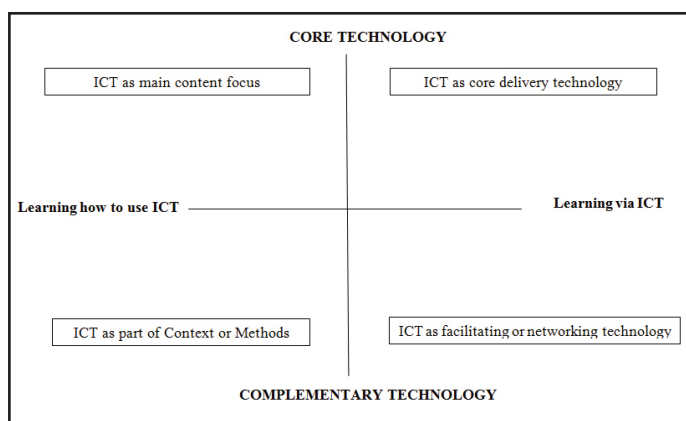 CORE TECHNOLOGY
ICT as main content focus
ICT as core delivery technology
Learning how to use ICT
Learning via ICT
ICT as part of Context or Methods
ICT as facilitating or networking technology
COMPLEMENTARY TECHNOLOGY